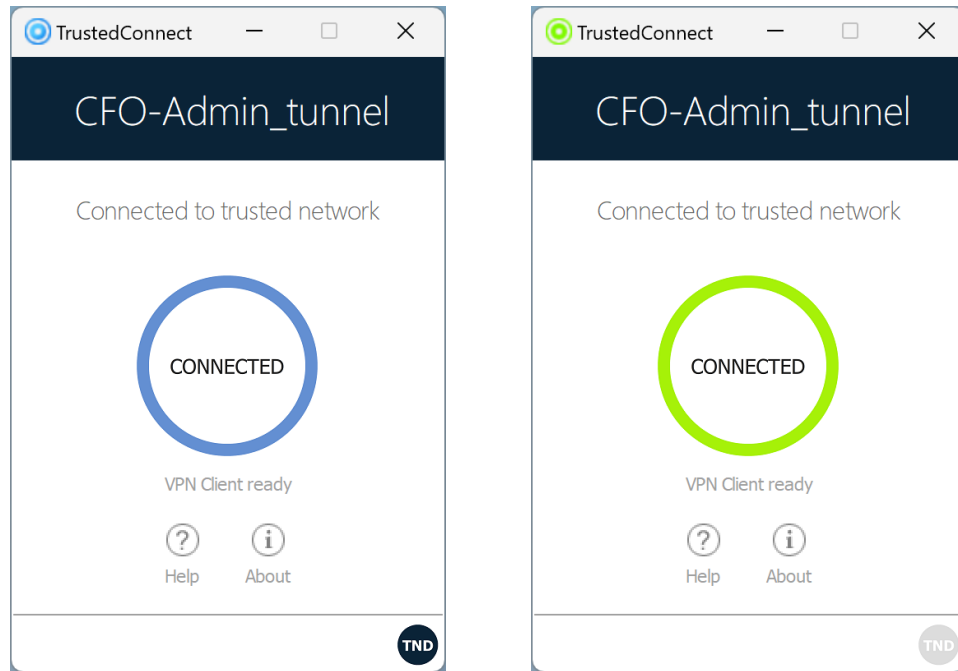 TrustedConnect
CFO-Admin_tunnel
Connected to trusted network
CONNECTED
VPN Client ready
Help
About
TND
TrustedConnect
CFO-Admin_tunnel
Connected to trusted network
CONNECTED
VPN Client ready
Help
About
TND